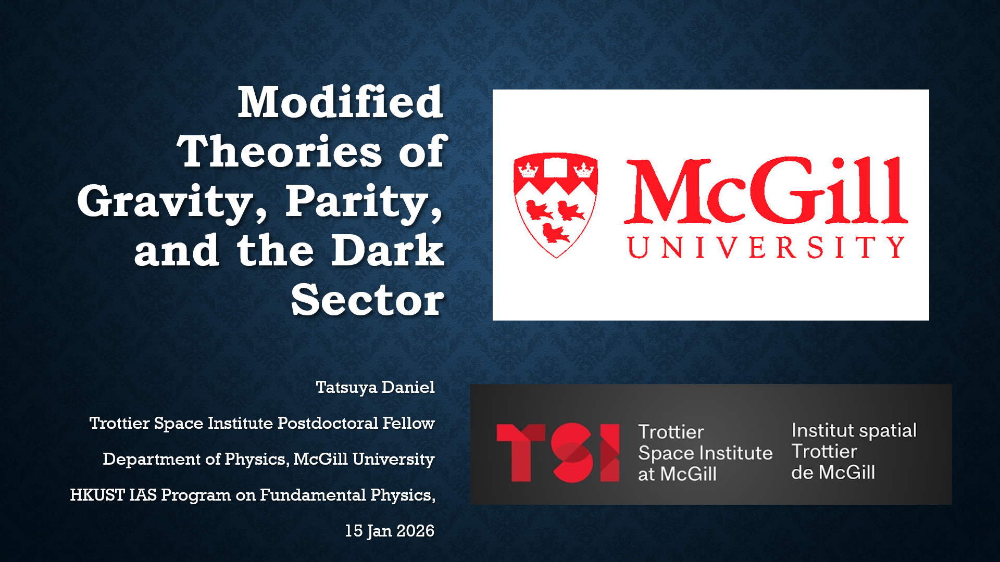 Modified
Theories of
Gravity, Parity,
and the Dark
Sector
Tatsuya Daniel
Trottier Space Institute Postdoctoral Fellow
Department of Physics, McGill University
HKUST IAS Program on Fundamental Physics,
15 Jan 2026
McGill
UNIVERSITY
TSI
Trottier
Space Institute
at McGill
Institut spatial
Trottier
de McGill